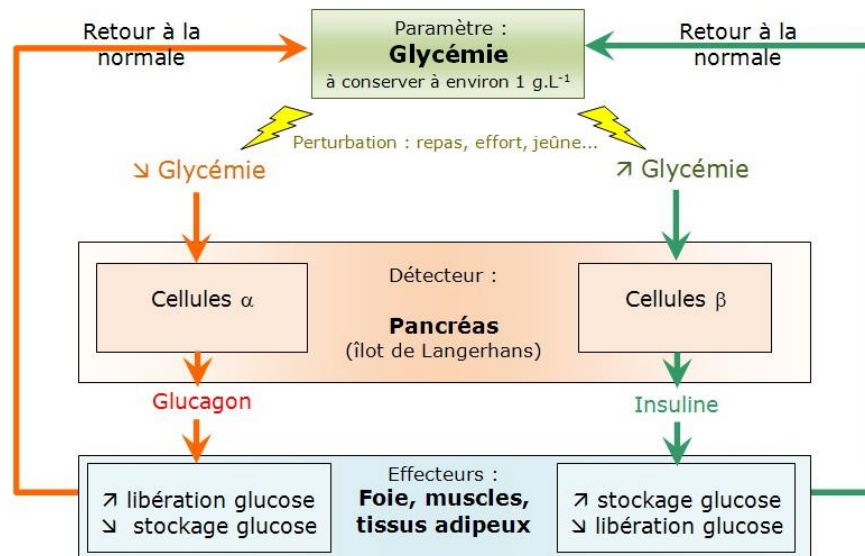 Retour à la
normale
Paramètre :
Glycémie
à conserver à environ 1 g.L⁻¹
Retour à la
normale
Perturbation : repas, effort, jeûne...
↘ Glycémie
↗ Glycémie
Cellules α
Détecteur :
Pancréas
(îlot de Langerhans)
Cellules β
Glucagon
Insuline
↗ libération glucose
↘ stockage glucose
Effecteurs :
Foie, muscles,
tissus adipeux
↗ stockage glucose
↘ libération glucose